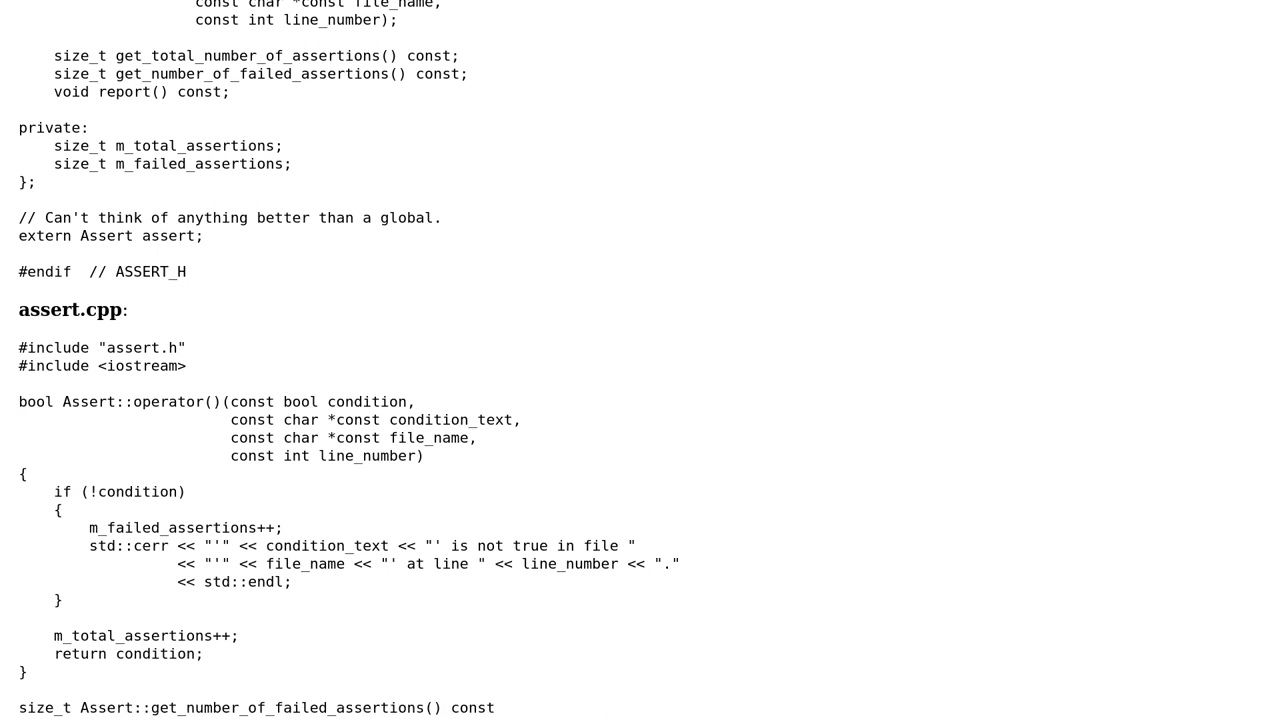 const char *const file_name,
                    const int line_number);

    size_t get_total_number_of_assertions() const;
    size_t get_number_of_failed_assertions() const;
    void report() const;

private:
    size_t m_total_assertions;
    size_t m_failed_assertions;
};

// Can't think of anything better than a global.
extern Assert assert;

#endif  // ASSERT_H

assert.cpp:

#include "assert.h"
#include <iostream>

bool Assert::operator()(const bool condition,
                        const char *const condition_text,
                        const char *const file_name,
                        const int line_number)
{
    if (!condition)
    {
        m_failed_assertions++;
        std::cerr << "'" << condition_text << "' is not true in file "
                  << "'" << file_name << "' at line " << line_number << "."
                  << std::endl;
    }

    m_total_assertions++;
    return condition;
}

size_t Assert::get_number_of_failed_assertions() const